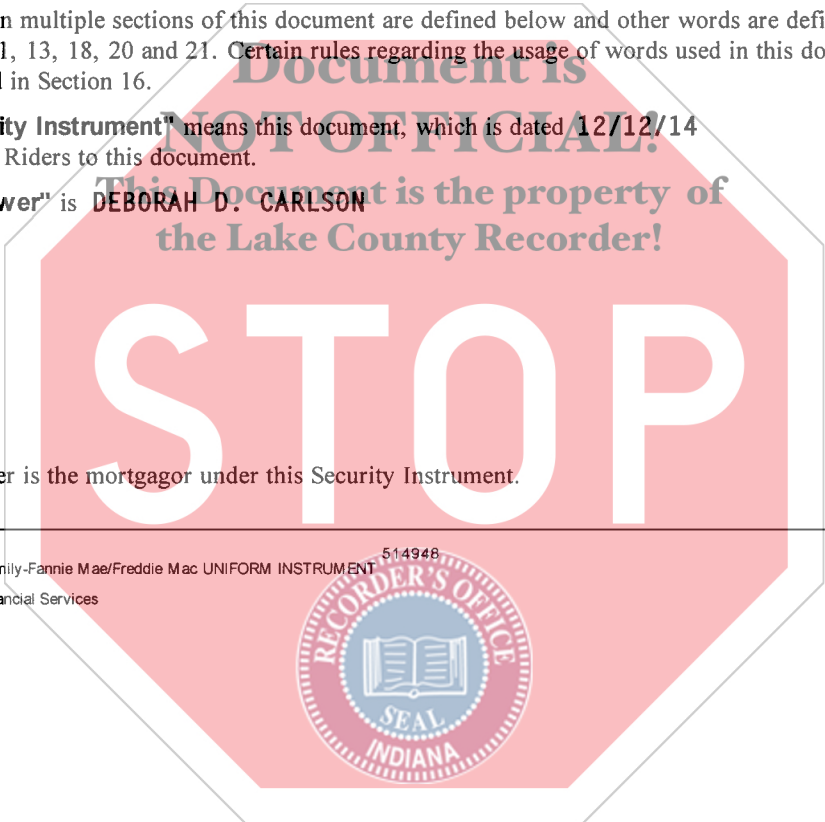 n multiple sections of this document are defined below and other words are defi
1, 13, 18, 20 and 21. Certain rules regarding the usage of words used in this do
l in Section 16.
Document is
NOT OFFICIAL!
ity Instrument" means this document, which is dated 12/12/14
Riders to this document.
This Document is the property of
the Lake County Recorder!
wer" is DEBORAH D. CARLSON
STOP
er is the mortgagor under this Security Instrument.
514948
mily-Fannie Mae/Freddie Mac UNIFORM INSTRUMENT
ancial Services
RECORDER'S OFFICE
SEAL
INDIANA